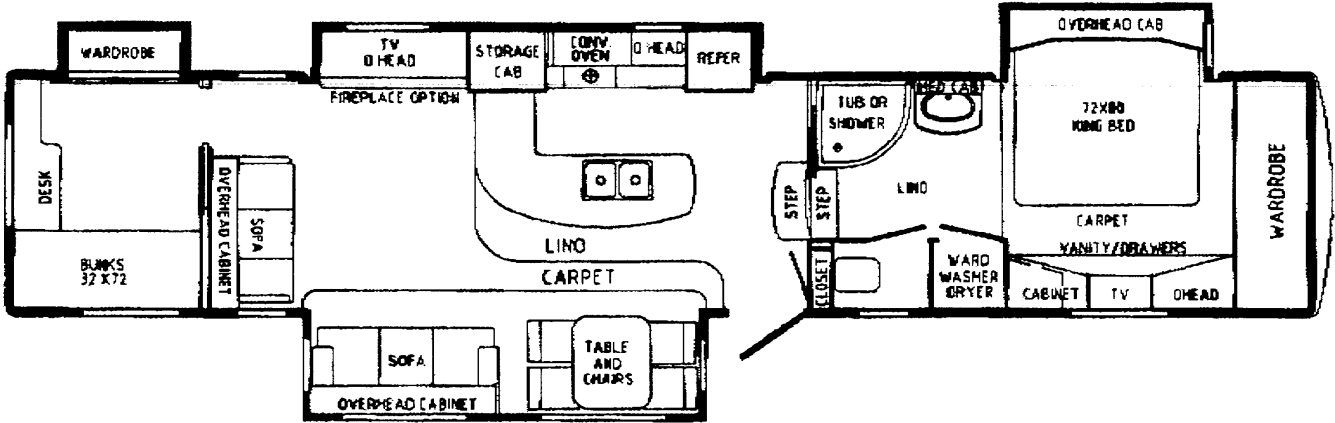 WARDROBE
DESK
BUNKS
32 X72
OVERHEAD CABINET
SOFA
TV
O HEAD
FIREPLACE OPTION
STORAGE
CAB
CONV.
OVEN
O HEAD
REFER
LINO
CARPET
SOFA
OVERHEAD CABINET
TABLE
AND
CHAIRS
STEP
STEP
TUB OR
SHOWER
MED CAB
LINO
CLOSET
WARD
WASHER
DRYER
OVERHEAD CAB
72X80
KING BED
CARPET
VANITY/DRAWERS
CABINET
TV
OHEAD
WARDROBE